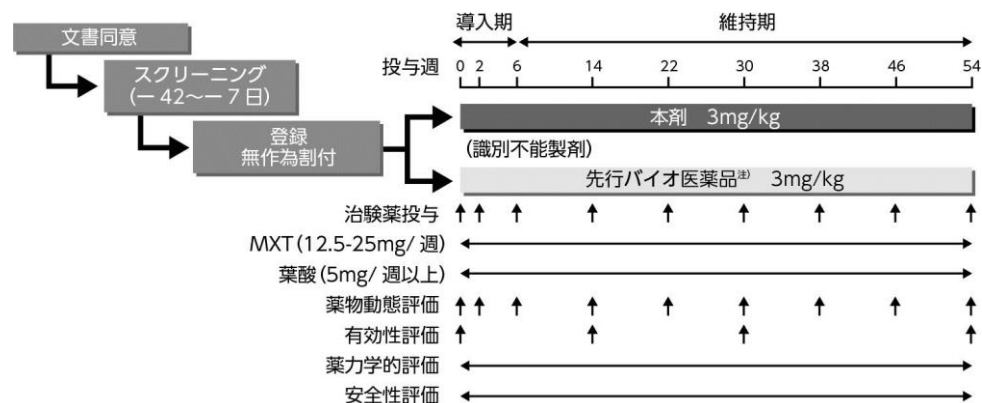 文書同意
スクリーニング
(ー 42~ー 7 日)
登録
無作為割付
導入期 維持期
投与週 0 2 6 14 22 30 38 46 54
本剤 3mg/kg
(識別不能製剤)
先行バイオ医薬品注) 3mg/kg
治験薬投与
MXT(12.5-25mg/ 週)
葉酸(5mg/ 週以上)
薬物動態評価
有効性評価
薬力学的評価
安全性評価